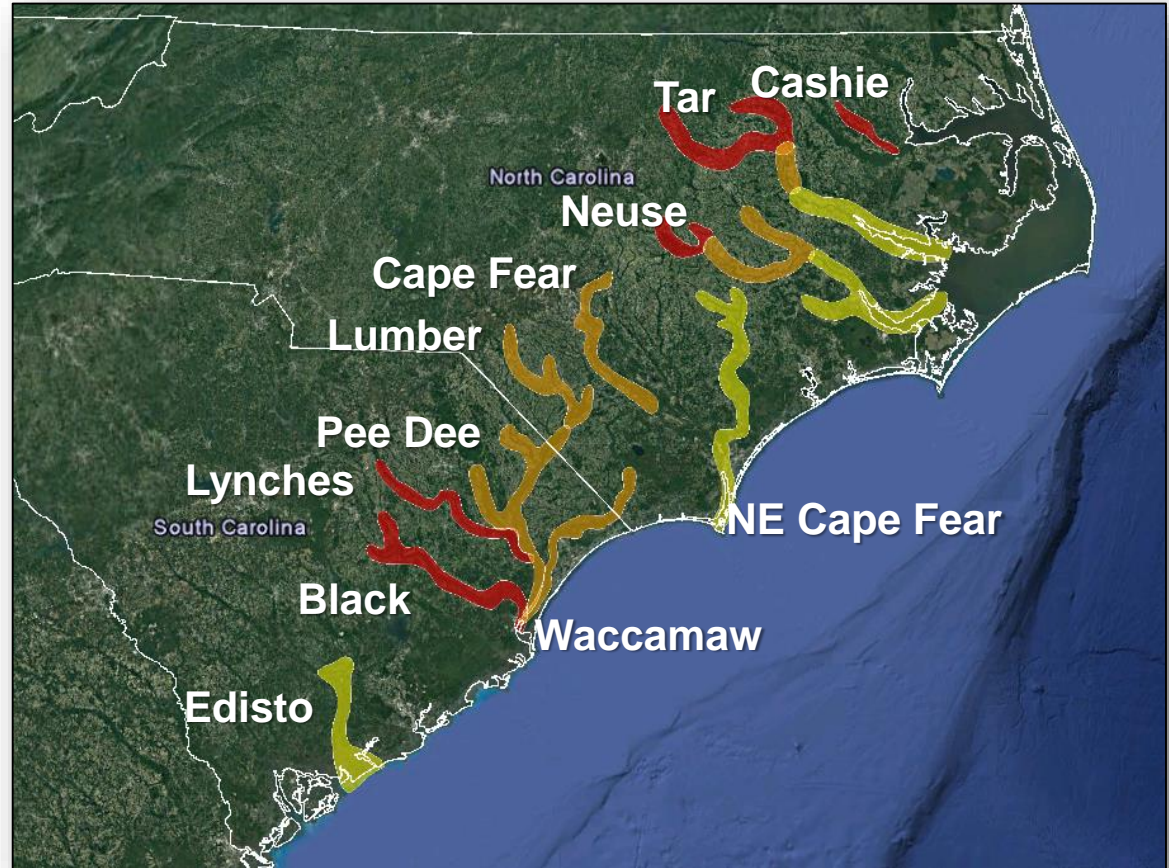 Tar
Cashie
North Carolina
Neuse
Cape Fear
Lumber
Pee Dee
Lynches
South Carolina
NE Cape Fear
Black
Waccamaw
Edisto